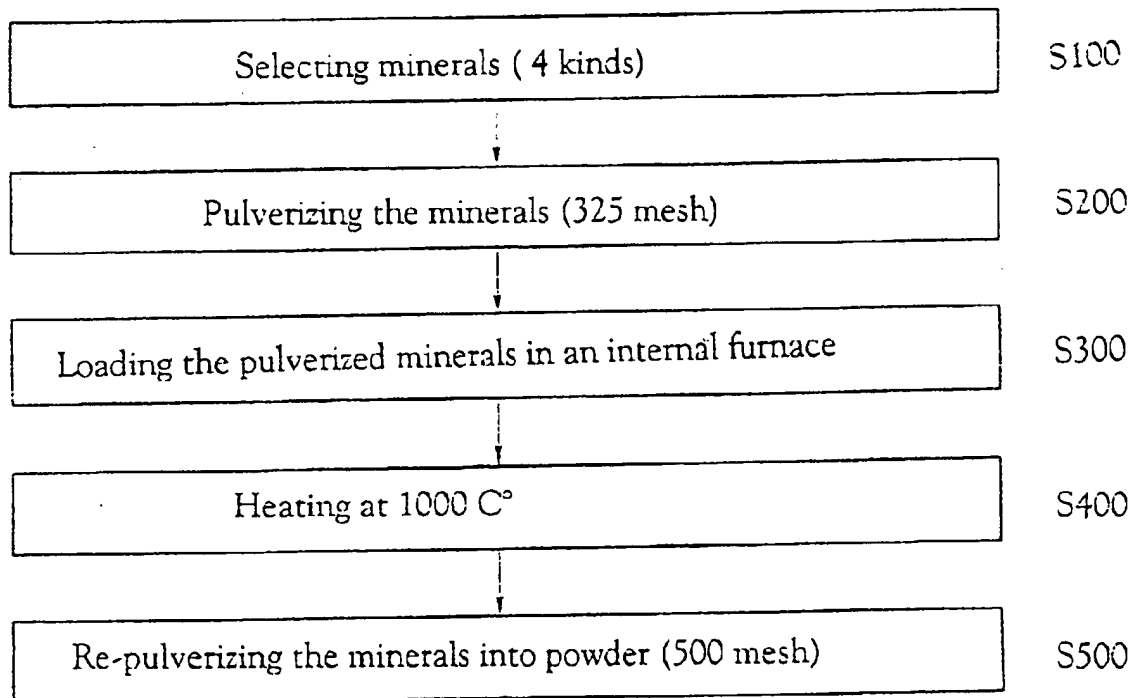 Selecting minerals ( 4 kinds) S100
Pulverizing the minerals (325 mesh) S200
Loading the pulverized minerals in an internal furnace S300
Heating at 1000 C° S400
Re-pulverizing the minerals into powder (500 mesh) S500